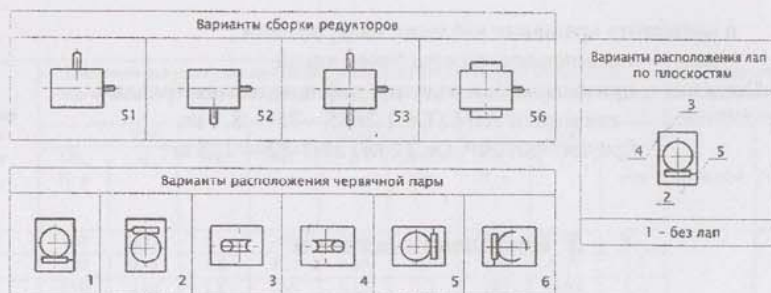 Варианты сборки редукторов
51
52
53
56
Варианты расположения червячной пары
1
2
3
4
5
6
Варианты расположения лап
по плоскостям
3
4
5
2
1 - без лап